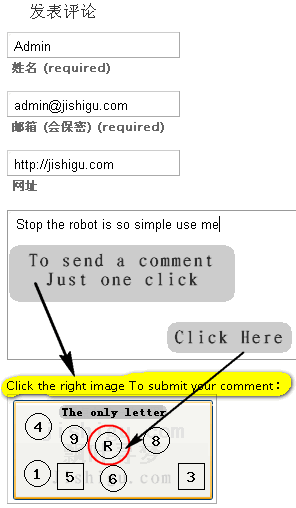 发表评论
Admin
姓名 (required)
admin@jishigu.com
邮箱 (会保密) (required)
http://jishigu.com
网址
Stop the robot is so simple use me
To send a comment
Just one click
Click Here
Click the right image To submit your comment:
The only letter
4
9
R
8
1
5
6
3
jishigu.com